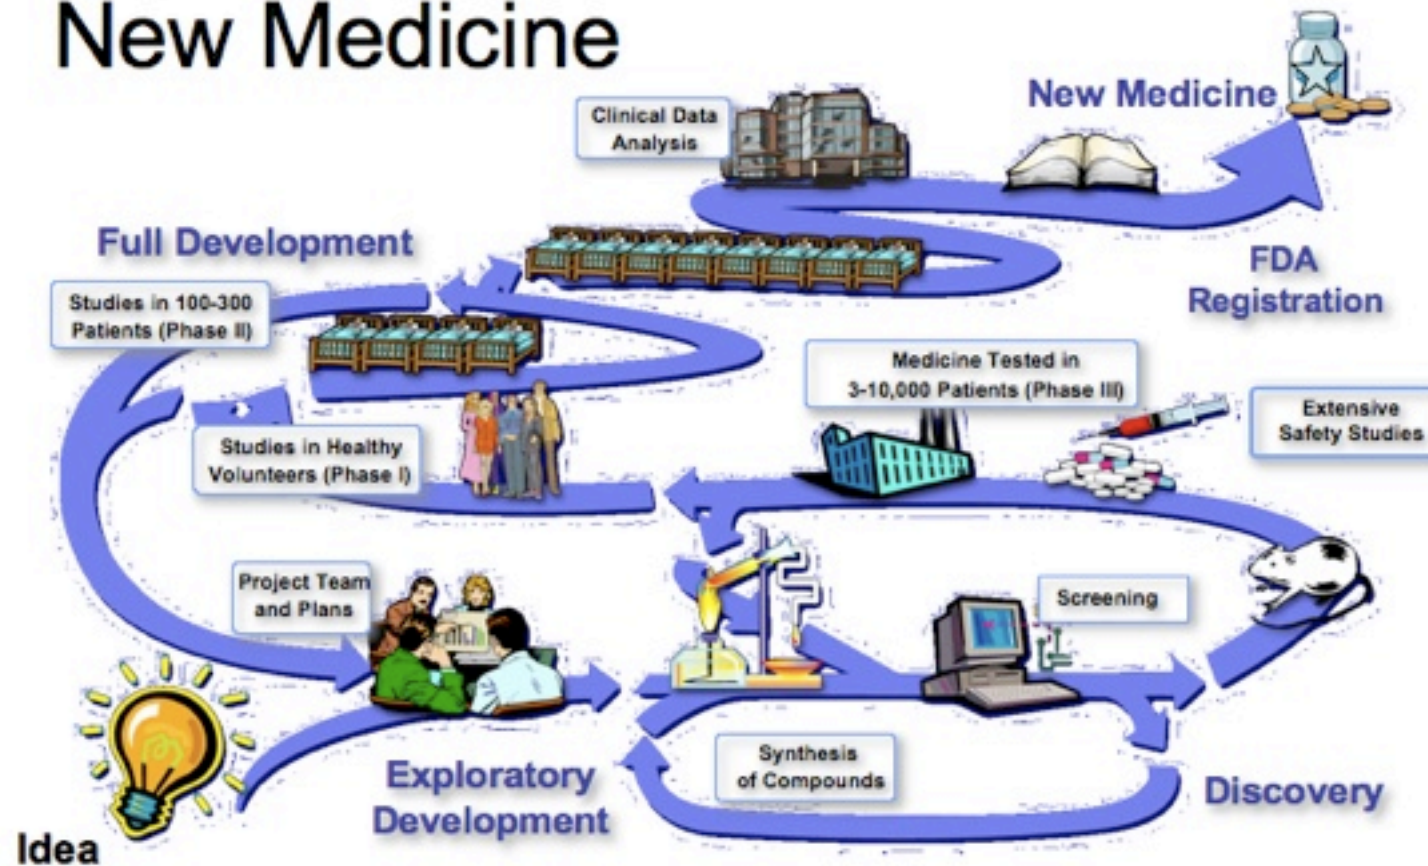 New Medicine
Clinical Data
Analysis
New Medicine
Full Development
FDA
Registration
Studies in 100-300
Patients (Phase II)
Medicine Tested in
3-10,000 Patients (Phase III)
Extensive
Safety Studies
Studies in Healthy
Volunteers (Phase I)
Project Team
and Plans
Screening
Synthesis
of Compounds
Exploratory
Development
Discovery
Idea